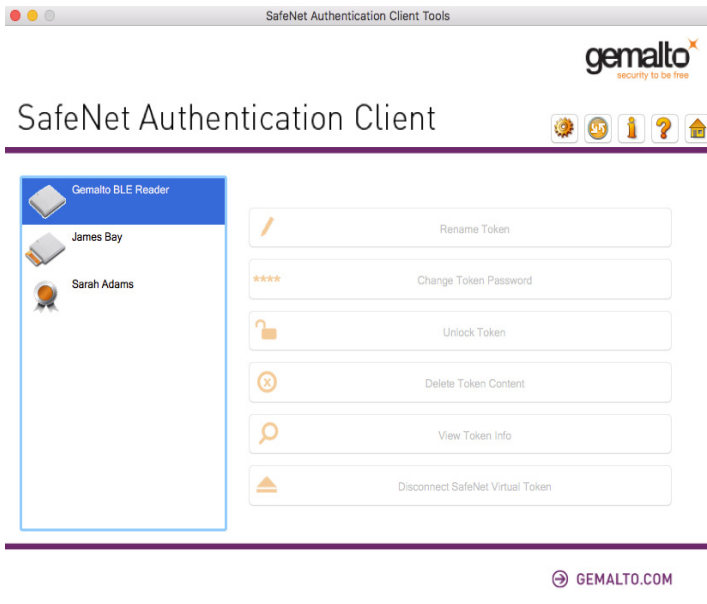 SafeNet Authentication Client Tools
gemalto
security to be free
SafeNet Authentication Client
Gemalto BLE Reader
James Bay
Sarah Adams
Rename Token
**** Change Token Password
Unlock Token
Delete Token Content
View Token Info
Disconnect SafeNet Virtual Token
GEMALTO.COM